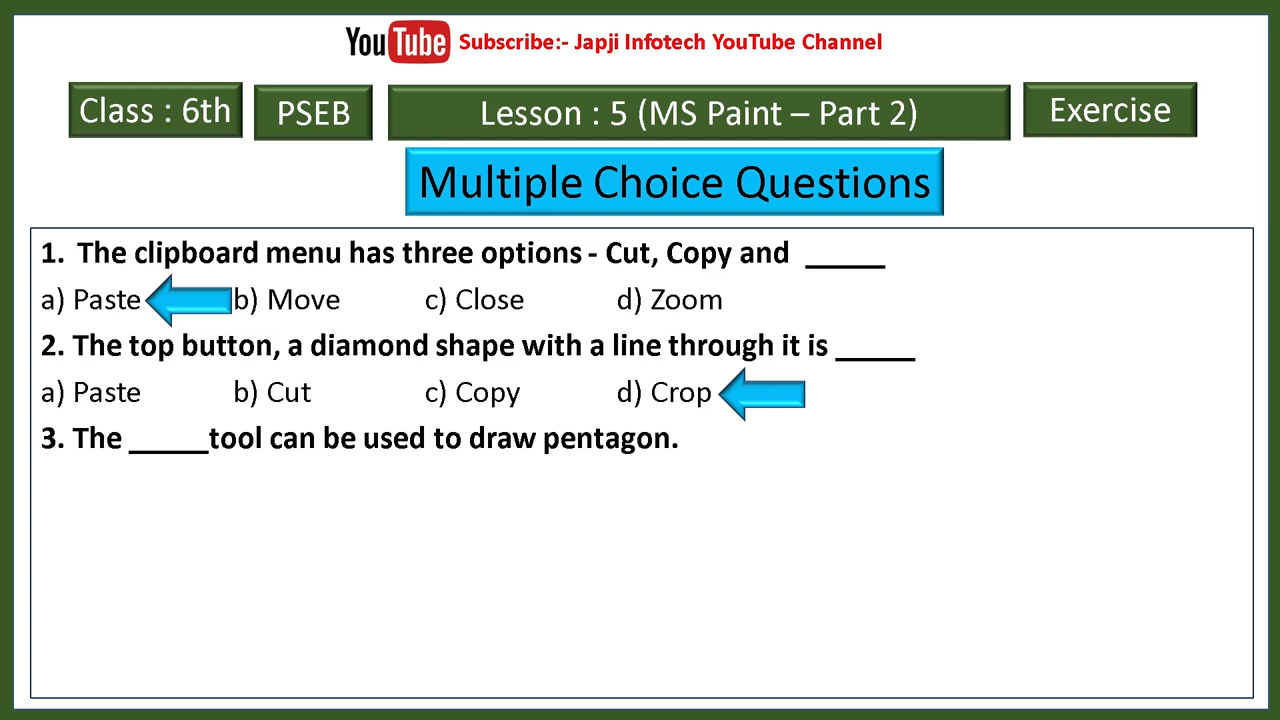 YouTube Subscribe:- Japji Infotech YouTube Channel
Class : 6th PSEB Lesson : 5 (MS Paint – Part 2) Exercise
Multiple Choice Questions
1. The clipboard menu has three options - Cut, Copy and _____
a) Paste b) Move c) Close d) Zoom
2. The top button, a diamond shape with a line through it is _____
a) Paste b) Cut c) Copy d) Crop
3. The _____tool can be used to draw pentagon.